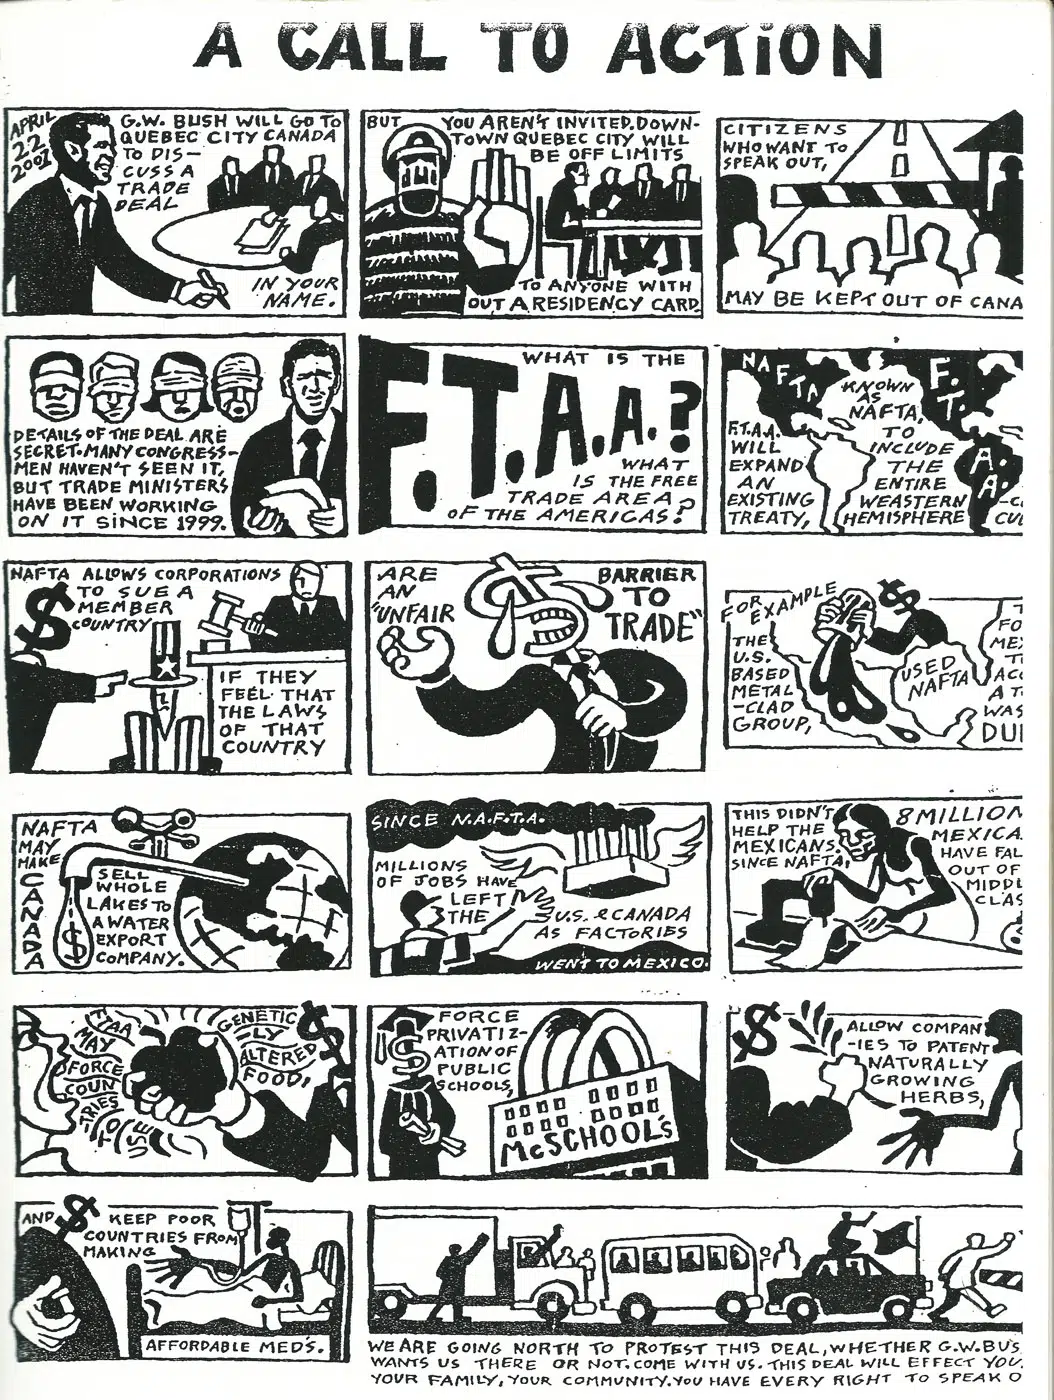 A CALL TO ACTION
APRIL
22
2001
G.W. BUSH WILL GO TO
QUEBEC CITY CANADA
TO DIS-
CUSS A
TRADE
DEAL
IN YOUR
NAME.
BUT YOU AREN'T INVITED. DOWN-
TOWN QUEBEC CITY WILL
BE OFF LIMITS
TO ANYONE WITH
OUT A RESIDENCY CARD.
CITIZENS
WHO WANT TO
SPEAK OUT,
MAY BE KEPT OUT OF CANA
DETAILS OF THE DEAL ARE
SECRET. MANY CONGRESS-
MEN HAVEN'T SEEN IT,
BUT TRADE MINISTERS
HAVE BEEN WORKING
ON IT SINCE 1999.
WHAT IS THE
F.T.A.A.?
WHAT
IS THE FREE
TRADE AREA
OF THE AMERICAS?
NAFTA
F.T.A.A.
WILL
EXPAND
AN
EXISTING
TREATY,
KNOWN
AS
NAFTA,
TO
INCLUDE
THE
ENTIRE
WEASTERN
HEMISPHERE
F.
T.
A.
A.
-C
CU
NAFTA ALLOWS CORPORATIONS
TO SUE A
MEMBER
COUNTRY
$
IF THEY
FEEL THAT
THE LAWS
OF THAT
COUNTRY
ARE
AN
"UNFAIR
$
BARRIER
TO
TRADE"
FOR EXAMPLE
THE
U.S.
BASED
METAL
-CLAD
GROUP,
$
USED
NAFTA
T
FO
MEX
T
ACC
A T
WAS
DU
NAFTA
MAY
MAKE
CANADA
$
SELL
WHOLE
LAKES TO
A WATER
EXPORT
COMPANY.
SINCE N.A.F.T.A.
MILLIONS
OF JOBS HAVE
LEFT
THE
U.S. & CANADA
AS FACTORIES
WENT TO MEXICO.
THIS DIDN'T
HELP THE
MEXICANS.
SINCE NAFTA,
8 MILLION
MEXICA
HAVE FAL
OUT OF
MIDDL
CLAS
FTAA
MAY
FORCE
COUN
-TRIES
TO
USE
GENETIC
-LY
ALTERED
FOOD,
$
FORCE
PRIVATIZ-
ATION OF
PUBLIC
SCHOOLS,
$
McSCHOOL'S
$
ALLOW COMPAN
-IES TO PATENT
NATURALLY
GROWING
HERBS,
AND $ KEEP POOR
COUNTRIES FROM
MAKING
AFFORDABLE MED'S.
WE ARE GOING NORTH TO PROTEST THIS DEAL, WHETHER G.W. BUS
WANTS US THERE OR NOT. COME WITH US. THIS DEAL WILL EFFECT YOU,
YOUR FAMILY, YOUR COMMUNITY. YOU HAVE EVERY RIGHT TO SPEAK O